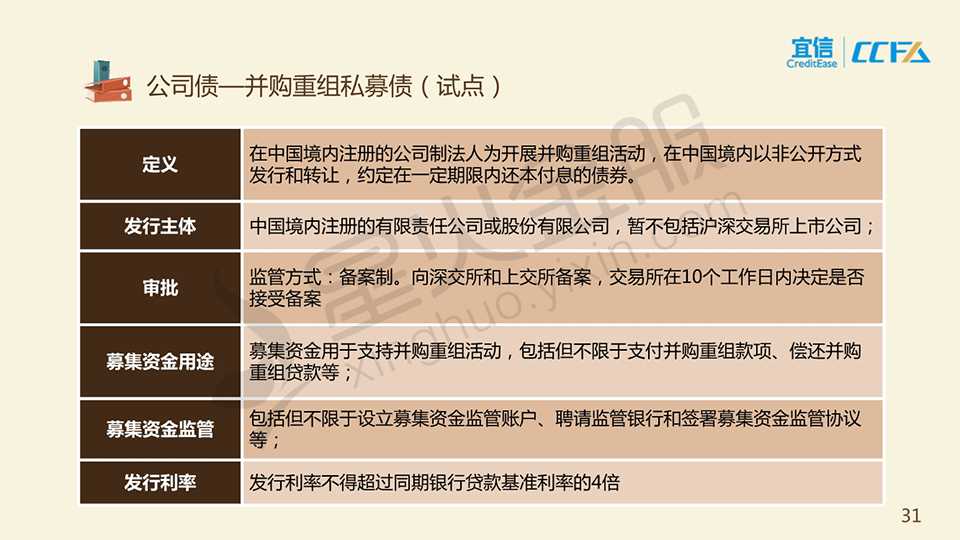 宜信
CreditEase
CCFA
公司债—并购重组私募债（试点）
定义
在中国境内注册的公司制法人为开展并购重组活动，在中国境内以非公开方式
发行和转让，约定在一定期限内还本付息的债券。
发行主体
中国境内注册的有限责任公司或股份有限公司，暂不包括沪深交易所上市公司；
审批
监管方式：备案制。向深交所和上交所备案，交易所在10个工作日内决定是否
接受备案
募集资金用途
募集资金用于支持并购重组活动，包括但不限于支付并购重组款项、偿还并购
重组贷款等；
募集资金监管
包括但不限于设立募集资金监管账户、聘请监管银行和签署募集资金监管协议
等；
发行利率
发行利率不得超过同期银行贷款基准利率的4倍
星火金服
xinghuo.yixin.com
31